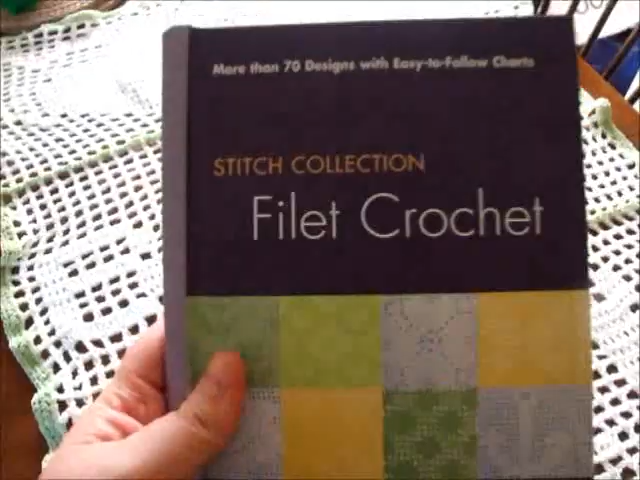 More than 70 Designs with Easy-to-Follow Charts
STITCH COLLECTION
Filet Crochet